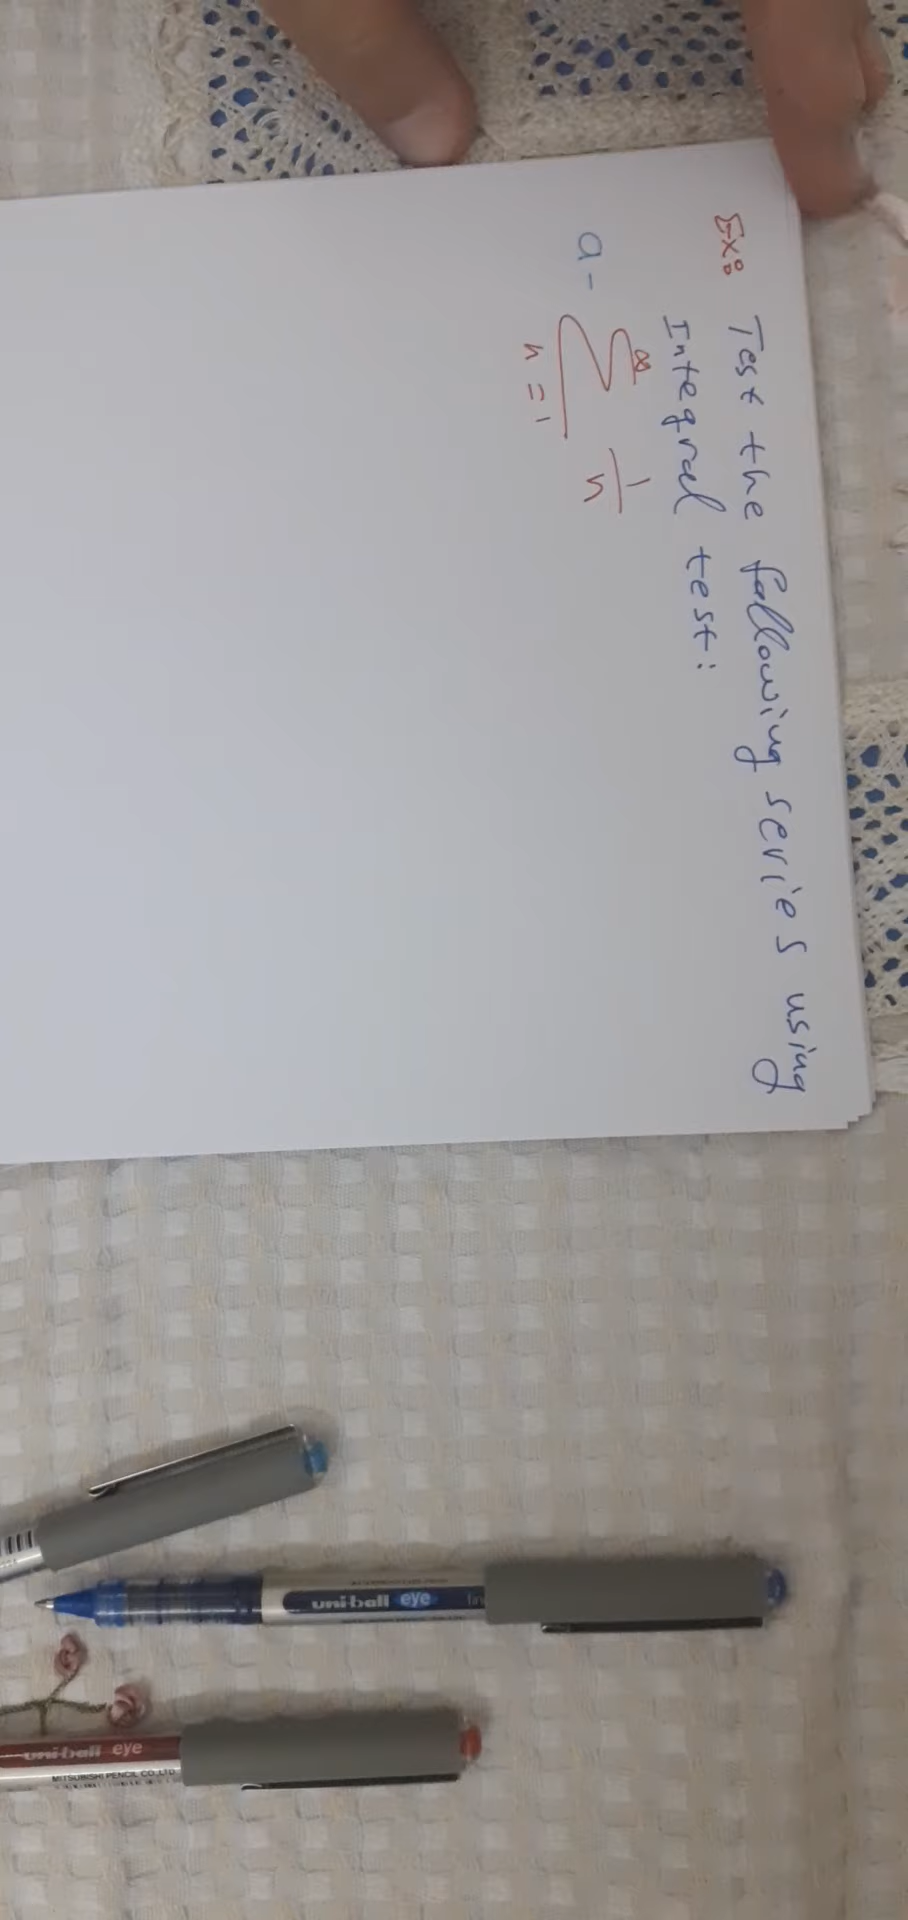 Ex: Test the following series using
Integral test:
a - ∞
∑ 1/n
n = 1
uni-ball eye
uni-ball eye
MITSUBISHI PENCIL CO. LTD